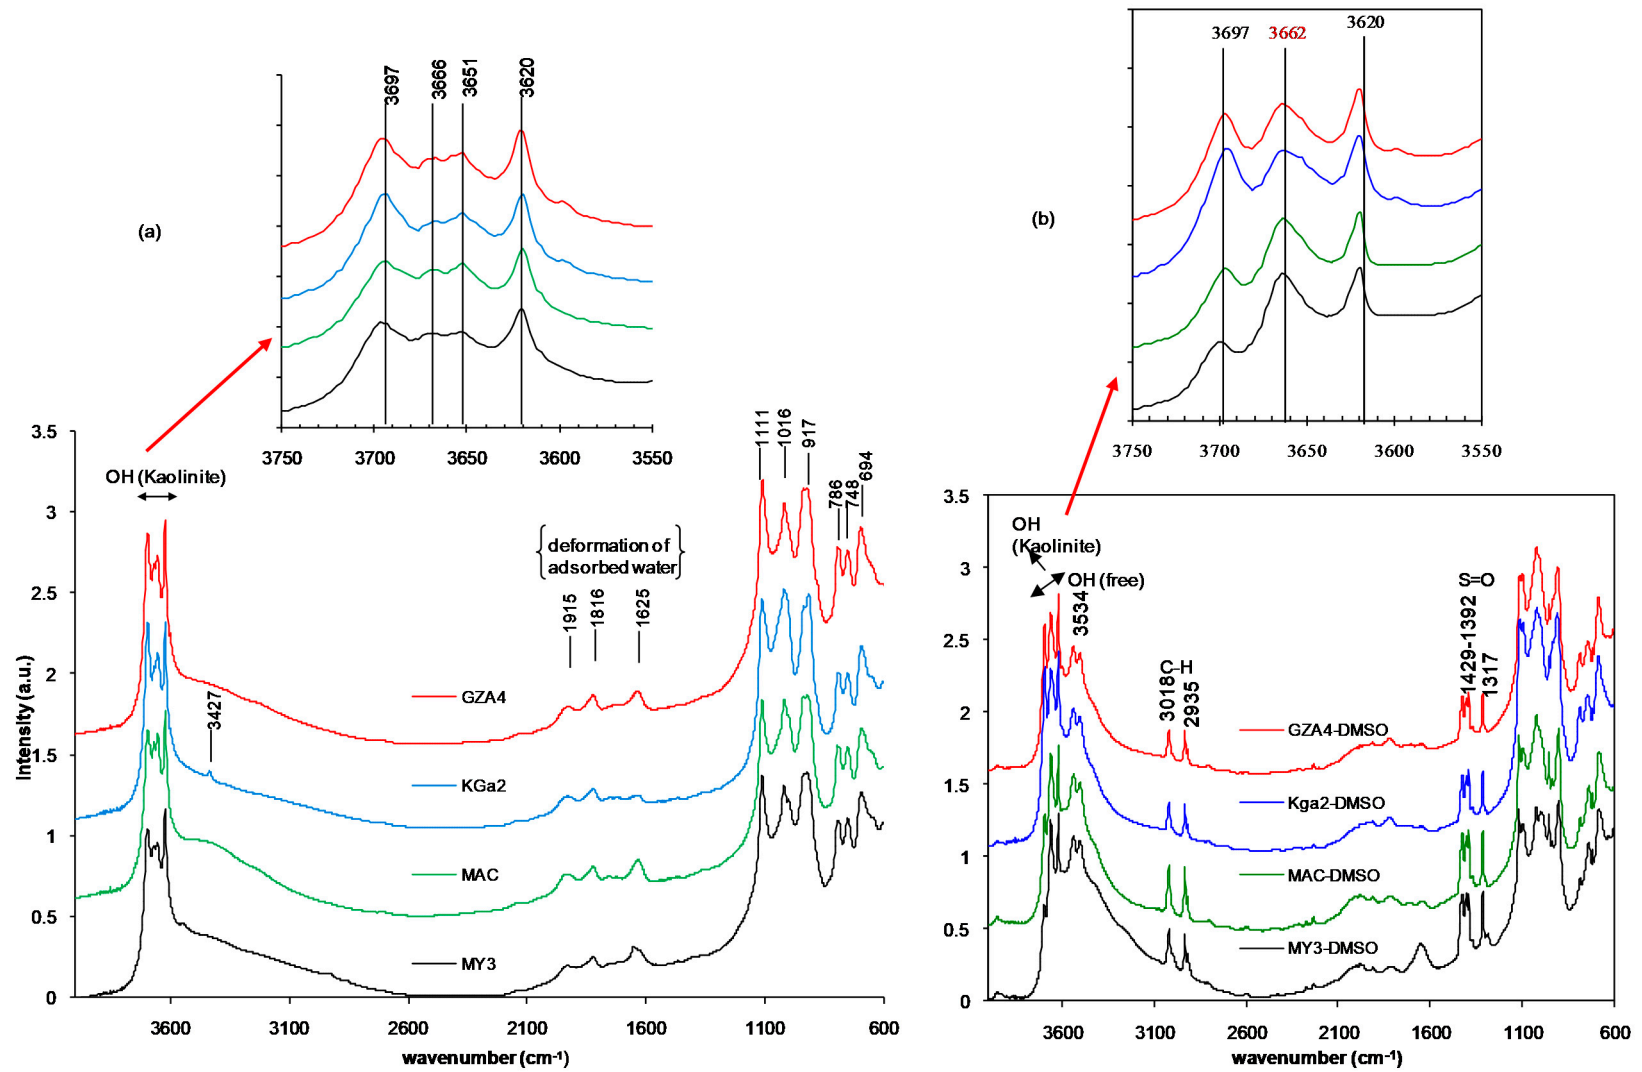 3697
3666
3651
3620
(a)
3750
3700
3650
3600
3550
3.5
3
2.5
2
1.5
1
0.5
0
OH (Kaolinite)
3427
deformation of
adsorbed water
1915
1816
1625
1111
1016
917
786
748
694
GZA4
KGa2
MAC
MY3
Intensity (a.u.)
3600
3100
2600
2100
1600
1100
600
wavenumber (cm-1)
3697
3662
3620
(b)
3750
3700
3650
3600
3550
3.5
3
2.5
2
1.5
1
0.5
0
OH
(Kaolinite)
OH (free)
3534
3018
C-H
2935
S=O
1429-1392
1317
GZA4-DMSO
Kga2-DMSO
MAC-DMSO
MY3-DMSO
3600
3100
2600
2100
1600
1100
600
wavenumber (cm-1)